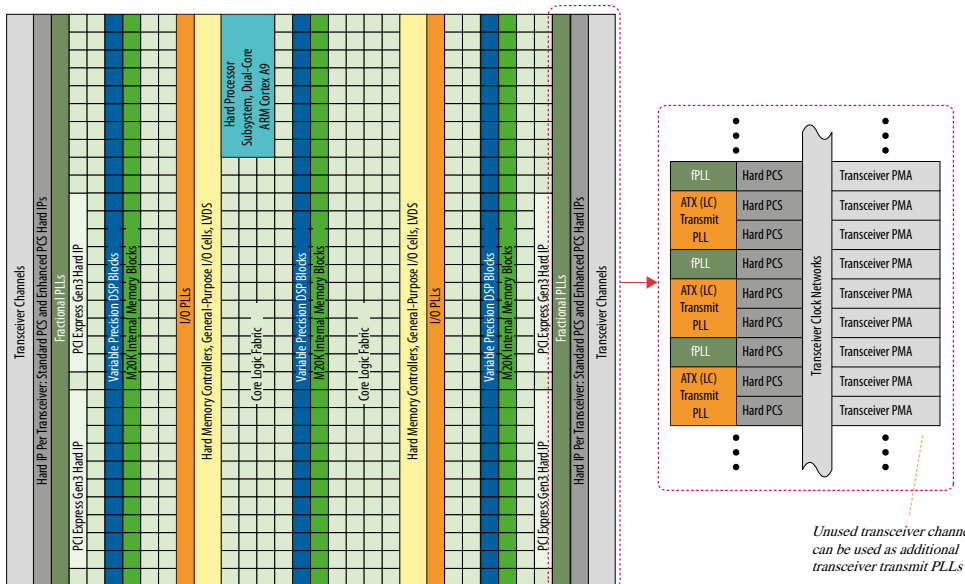 Transceiver Channels
Hard IP Per Transceiver: Standard PCS and Enhanced PCS Hard IPs
Fractional PLLs
PCI Express Gen3 Hard IP
PCI Express Gen3 Hard IP
Variable Precision DSP Blocks
M20K Internal Memory Blocks
I/O PLLs
Hard Memory Controllers, General-Purpose I/O Cells, LVDS
Hard Processor
Subsystem, Dual-Core
ARM Cortex A9
Core Logic Fabric
Variable Precision DSP Blocks
M20K Internal Memory Blocks
Core Logic Fabric
Hard Memory Controllers, General-Purpose I/O Cells, LVDS
I/O PLLs
Variable Precision DSP Blocks
M20K Internal Memory Blocks
PCI Express Gen3 Hard IP
PCI Express Gen3 Hard IP
Fractional PLLs
Hard IP Per Transceiver: Standard PCS and Enhanced PCS Hard IPs
Transceiver Channels
fPLL
ATX (LC)
Transmit
PLL
fPLL
ATX (LC)
Transmit
PLL
fPLL
ATX (LC)
Transmit
PLL
Hard PCS
Hard PCS
Hard PCS
Hard PCS
Hard PCS
Hard PCS
Hard PCS
Hard PCS
Hard PCS
Transceiver Clock Networks
Transceiver PMA
Transceiver PMA
Transceiver PMA
Transceiver PMA
Transceiver PMA
Transceiver PMA
Transceiver PMA
Transceiver PMA
Transceiver PMA
Unused transceiver
can be used as additional
transceiver transmit PLLs